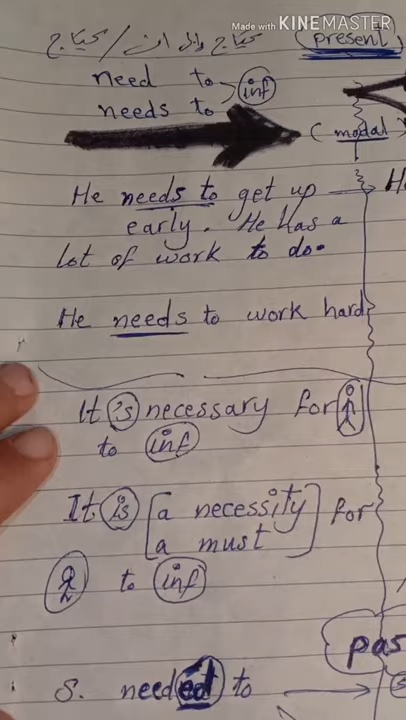 Made with KINEMASTER
يحتاج / يحتاج (present)
need to
needs to
inf
(modal)
He needs to get up
early. He has a
lot of work to do.
He needs to work hard
It 's necessary for
to inf
It is a necessity for
a must
to inf
pas
S. needed to